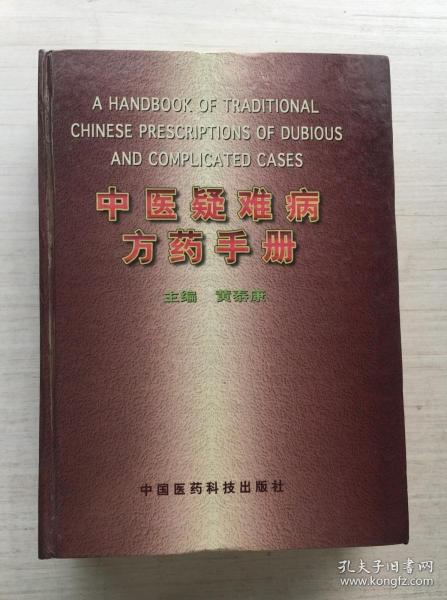 A HANDBOOK OF TRADITIONAL
CHINESE PRESCRIPTIONS OF DUBIOUS
AND COMPLICATED CASES
中医疑难病
方药手册
主编 黄泰康
中国医药科技出版社
孔夫子旧书网
www.kongfz.com